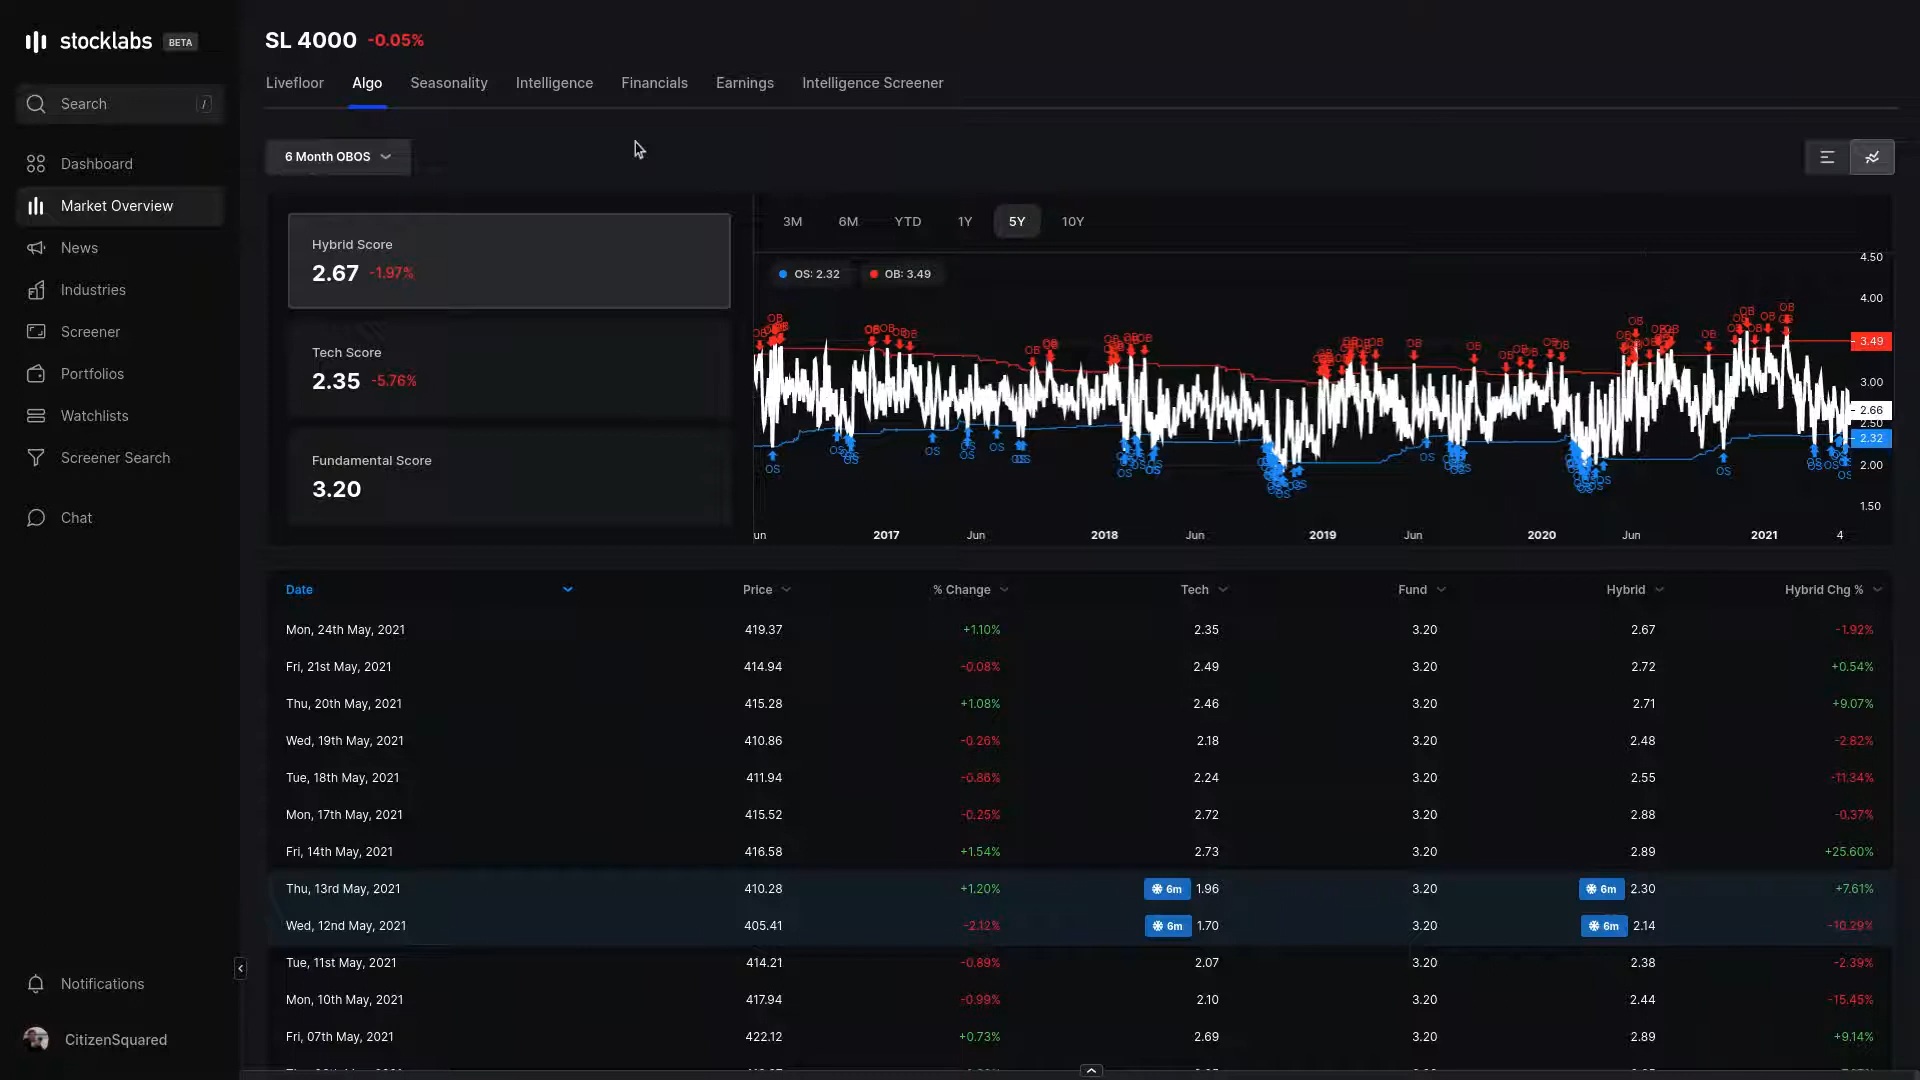 stocklabs BETA
Search /
Dashboard
Market Overview
News
Industries
Screener
Portfolios
Watchlists
Screener Search
Chat
Notifications
CitizenSquared
SL 4000 -0.05%
Livefloor Algo Seasonality Intelligence Financials Earnings Intelligence Screener
6 Month OBOS
Hybrid Score
2.67 -1.97%
Tech Score
2.35 -5.76%
Fundamental Score
3.20
3M 6M YTD 1Y 5Y 10Y
OS: 2.32 OB: 3.49
4.50
4.00
3.49
3.00
2.66
2.50
2.32
2.00
1.50
un 2017 Jun 2018 Jun 2019 Jun 2020 Jun 2021 4
Date Price % Change Tech Fund Hybrid Hybrid Chg %
Mon, 24th May, 2021 419.37 +1.10% 2.35 3.20 2.67 -1.92%
Fri, 21st May, 2021 414.94 -0.08% 2.49 3.20 2.72 +0.54%
Thu, 20th May, 2021 415.28 +1.08% 2.46 3.20 2.71 +9.07%
Wed, 19th May, 2021 410.86 -0.26% 2.18 3.20 2.48 -2.82%
Tue, 18th May, 2021 411.94 -0.86% 2.24 3.20 2.55 -11.34%
Mon, 17th May, 2021 415.52 -0.25% 2.72 3.20 2.88 -0.37%
Fri, 14th May, 2021 416.58 +1.54% 2.73 3.20 2.89 +25.60%
Thu, 13rd May, 2021 410.28 +1.20% 6m 1.96 3.20 6m 2.30 +7.61%
Wed, 12nd May, 2021 405.41 -2.12% 6m 1.70 3.20 6m 2.14 -10.29%
Tue, 11st May, 2021 414.21 -0.89% 2.07 3.20 2.38 -2.39%
Mon, 10th May, 2021 417.94 -0.99% 2.10 3.20 2.44 -15.45%
Fri, 07th May, 2021 422.12 +0.73% 2.69 3.20 2.89 +9.14%